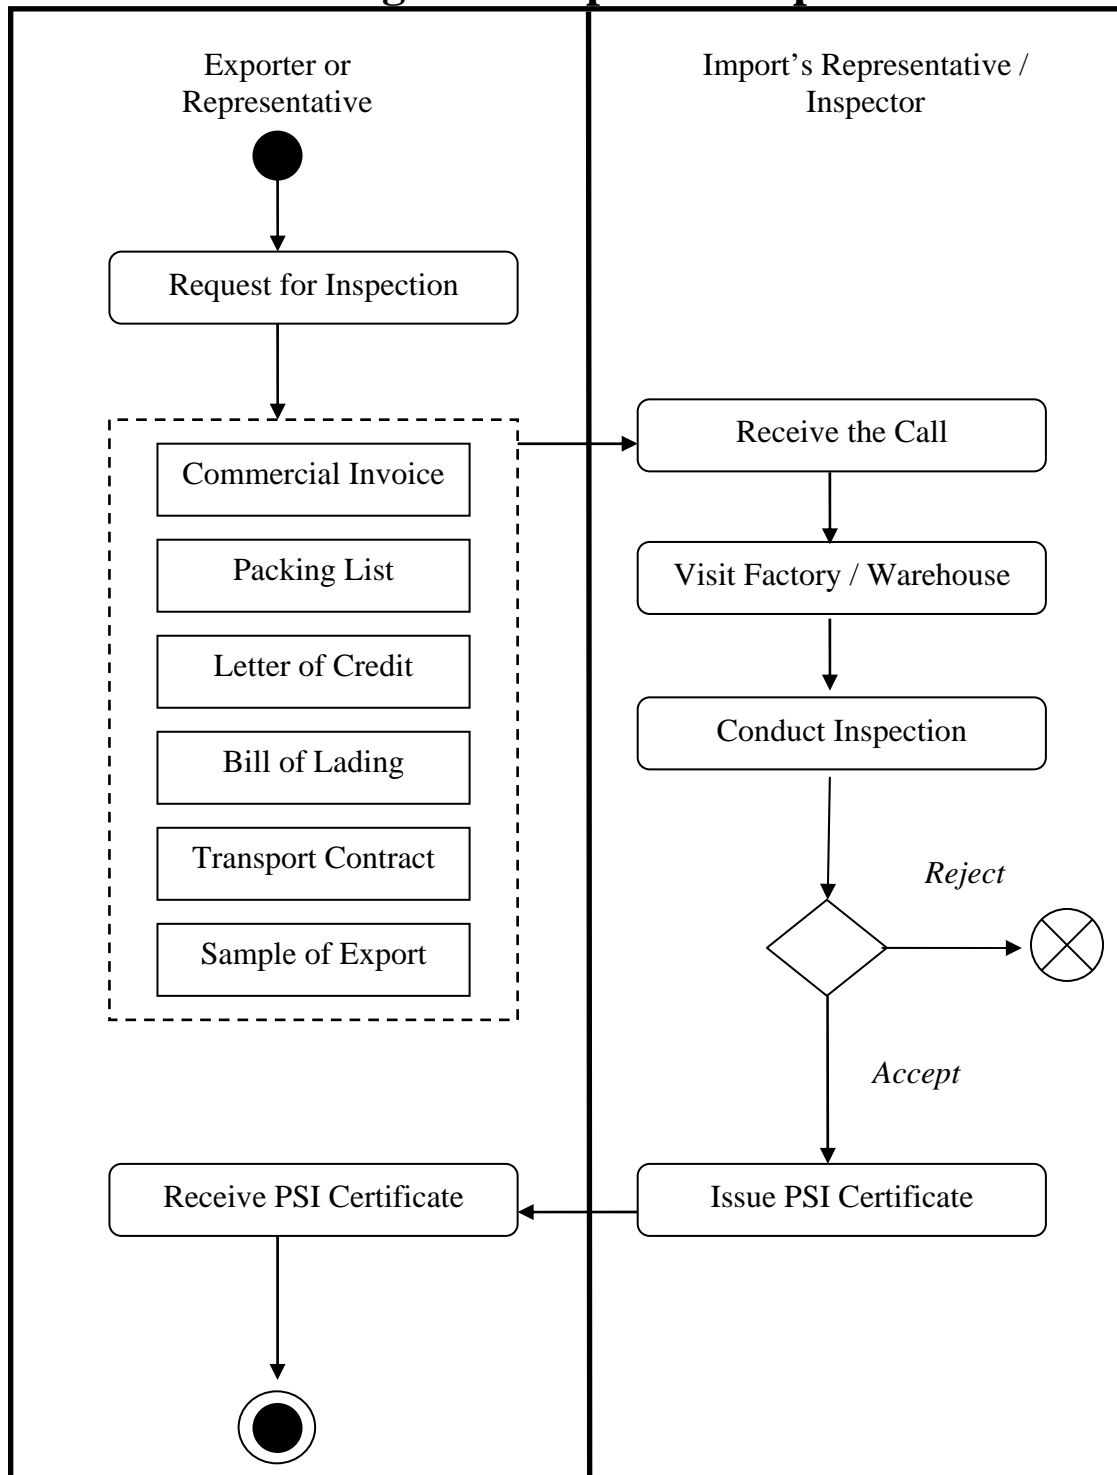 Exporter or
Representative
Import’s Representative /
Inspector
Request for Inspection
Receive the Call
Commercial Invoice
Packing List
Visit Factory / Warehouse
Letter of Credit
Conduct Inspection
Bill of Lading
Transport Contract
Reject
Sample of Export
Accept
Receive PSI Certificate
Issue PSI Certificate